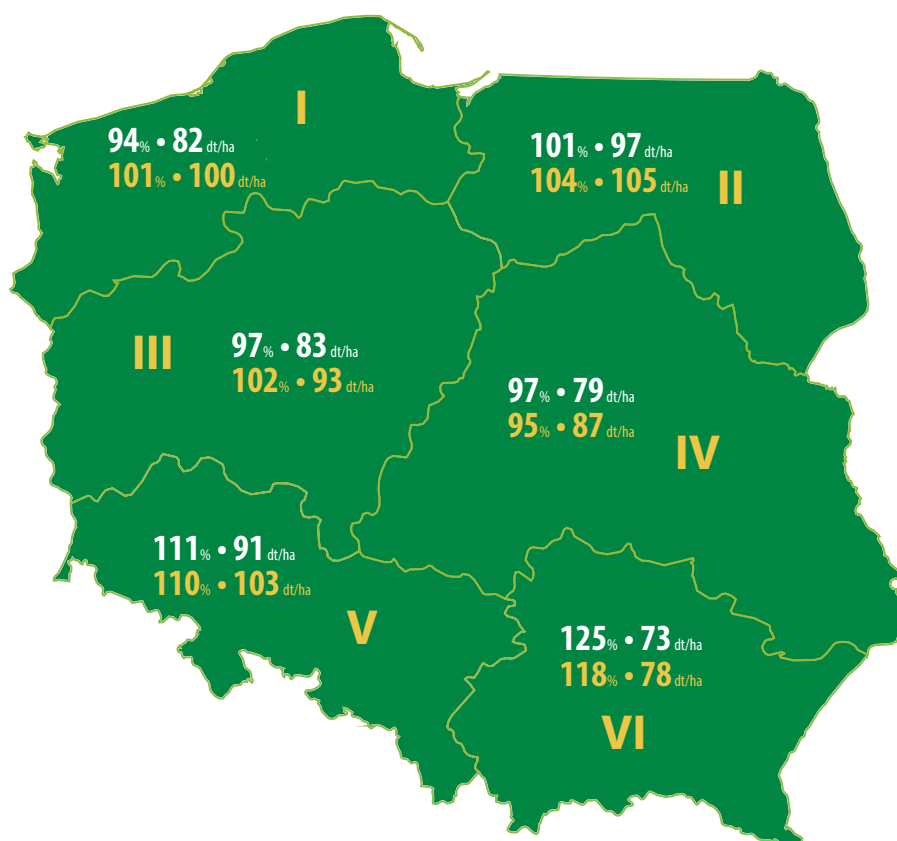 I
94% • 82 dt/ha
101% • 100 dt/ha
101% • 97 dt/ha
104% • 105 dt/ha
II
III
97% • 83 dt/ha
102% • 93 dt/ha
97% • 79 dt/ha
95% • 87 dt/ha
IV
111% • 91 dt/ha
110% • 103 dt/ha
V
125% • 73 dt/ha
118% • 78 dt/ha
VI